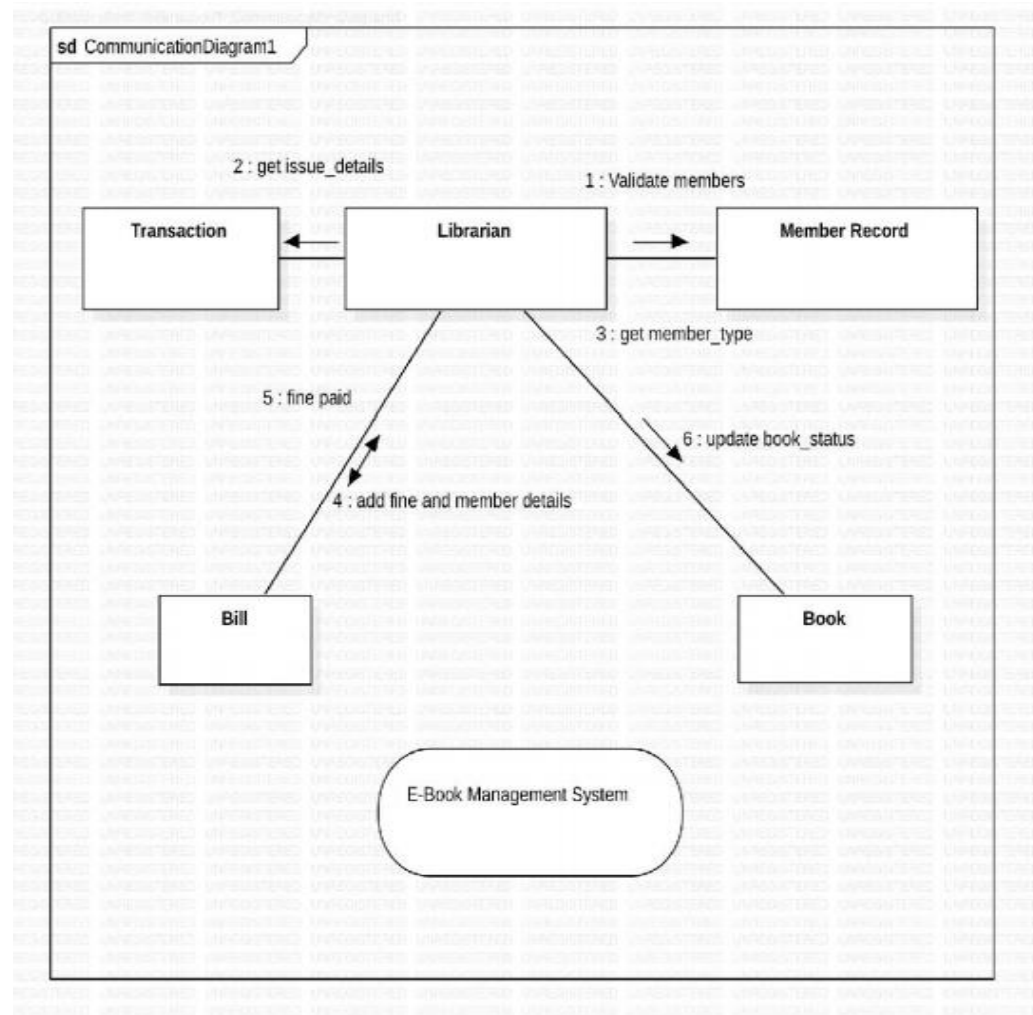 sd CommunicationDiagram1
2 : get issue_details
1 : Validate members
Transaction
Librarian
Member Record
3 : get member_type
5 : fine paid
6 : update book_status
4 : add fine and member details
Bill
Book
E-Book Management System